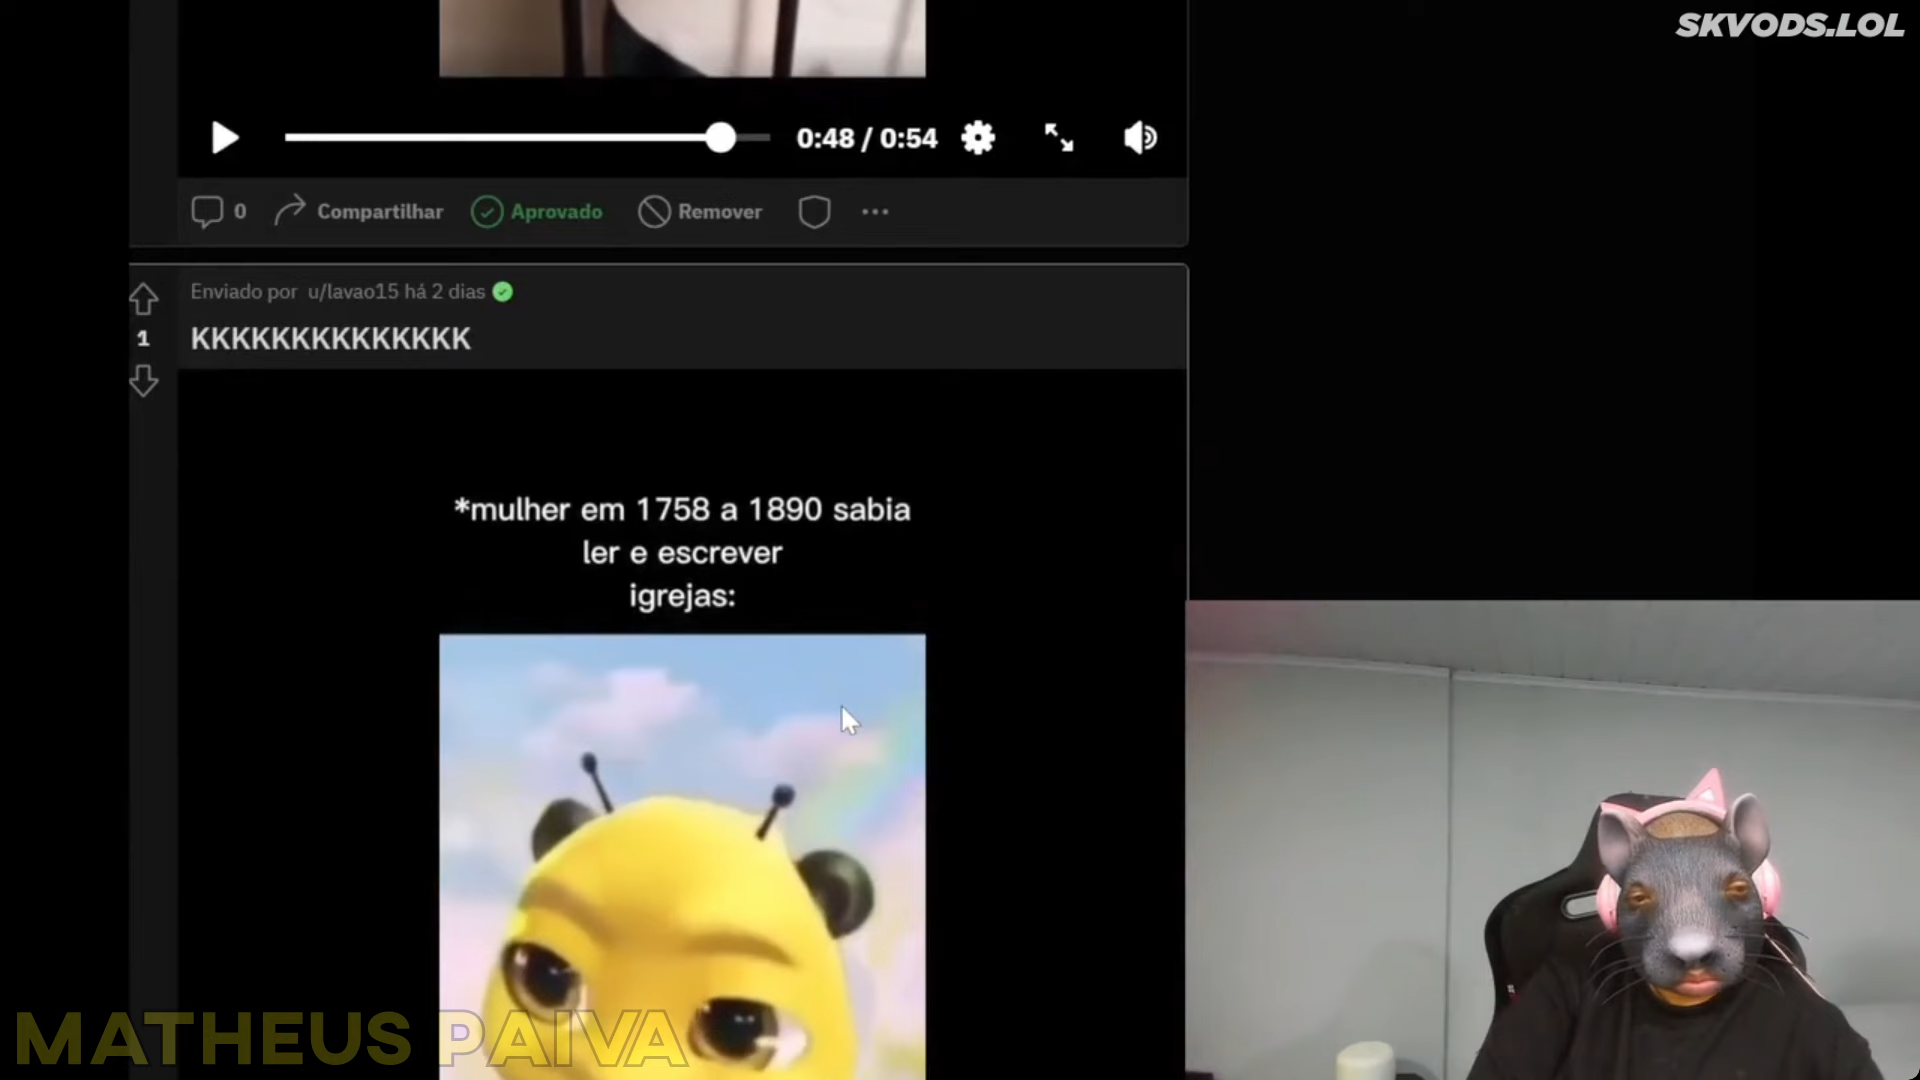 SKVODS.LOL
0:48 / 0:54
0 Compartilhar Aprovado Remover
Enviado por u/lavao15 há 2 dias
1
KKKKKKKKKKKKKK
*mulher em 1758 a 1890 sabia
ler e escrever
igrejas:
MATHEUS PAIVA